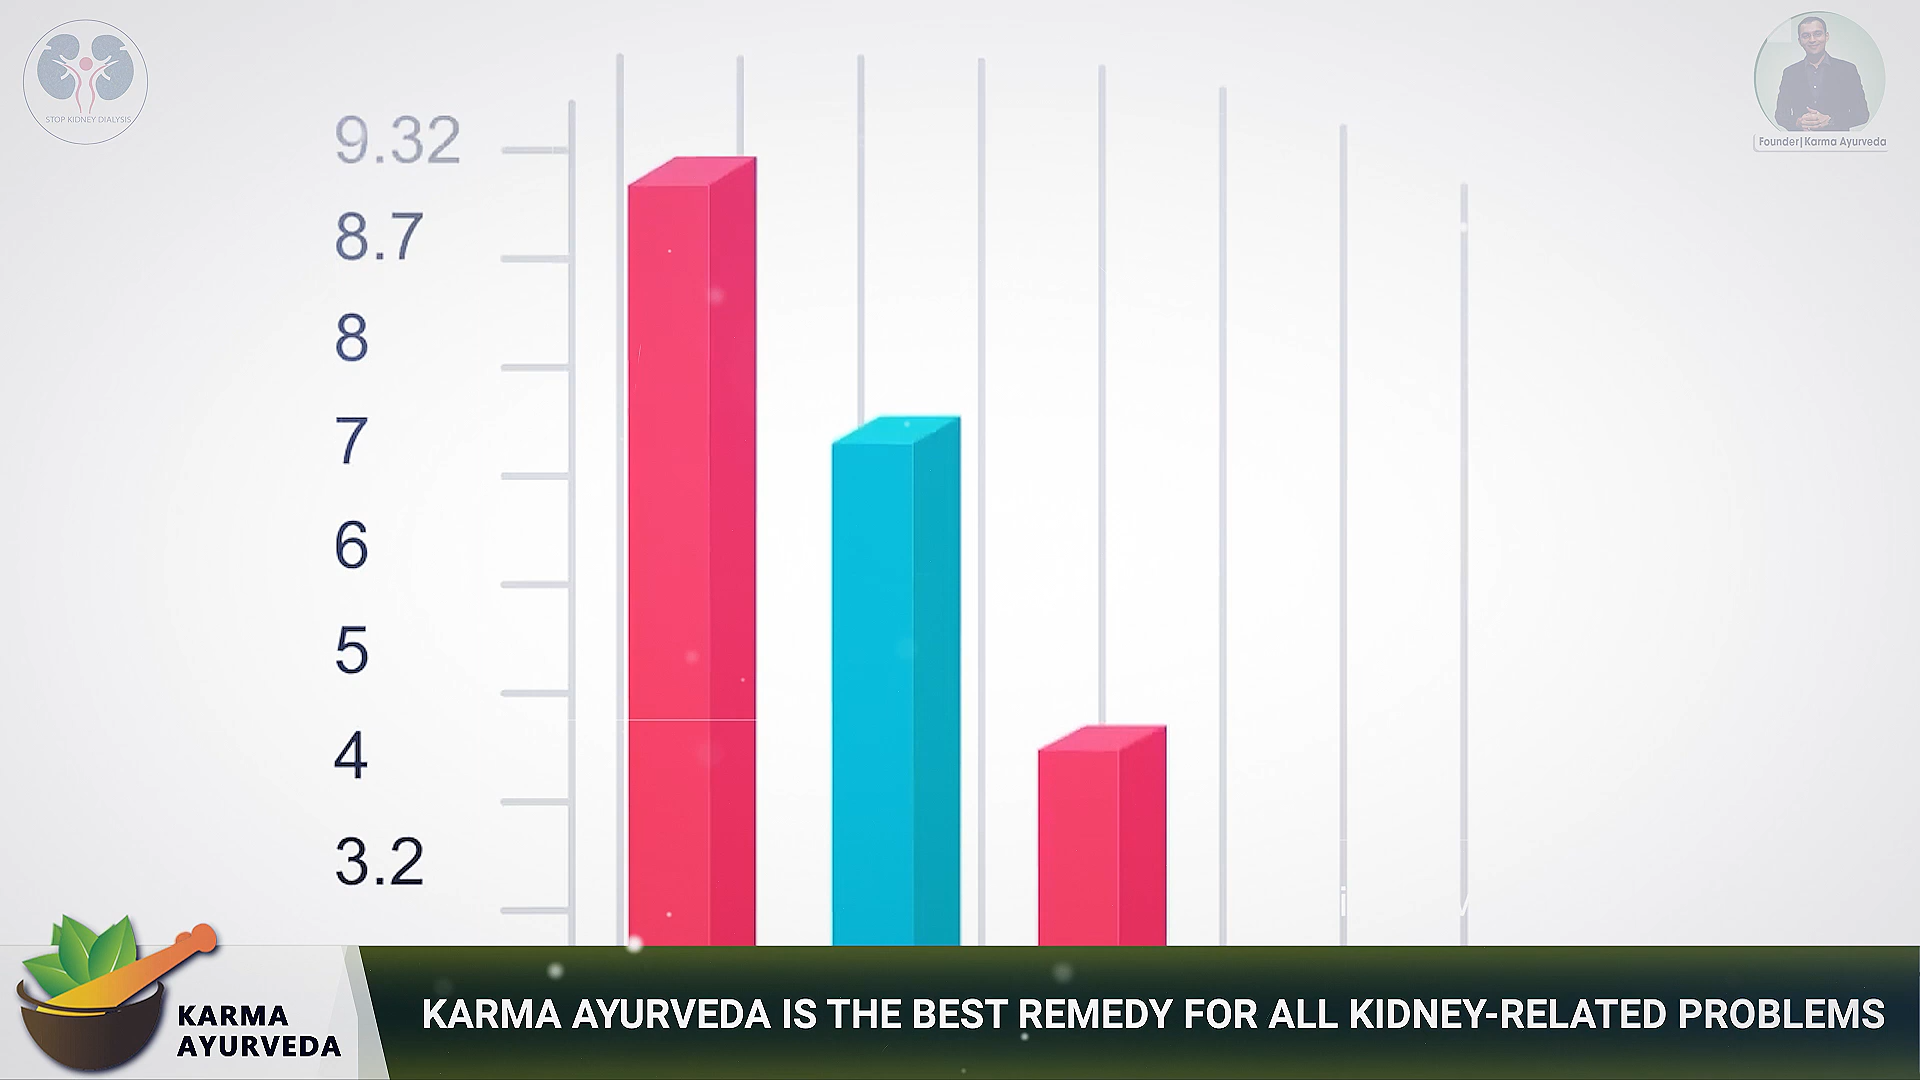 STOP KIDNEY DIALYSIS
Founder| Karma Ayurveda
9.32
8.7
8
7
6
5
4
3.2
KARMA
AYURVEDA
KARMA AYURVEDA IS THE BEST REMEDY FOR ALL KIDNEY-RELATED PROBLEMS